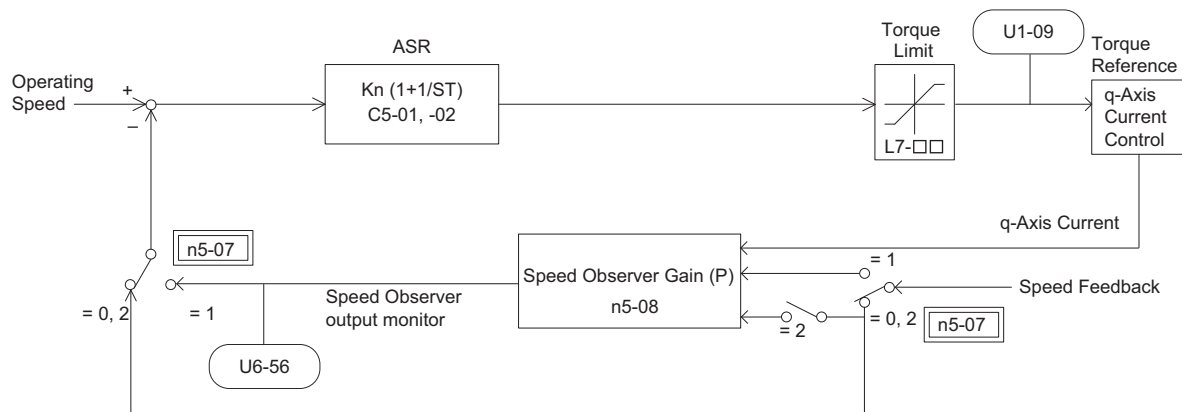 ASR
Torque
Limit
U1-09
Torque
Reference
Operating
Speed
+
–
Kn (1+1/ST)
C5-01, -02
L7-□□
q-Axis
Current
Control
q-Axis Current
n5-07
= 0, 2
= 1
Speed Observer
output monitor
U6-56
Speed Observer Gain (P)
n5-08
= 1
Speed Feedback
= 2
= 0, 2
n5-07